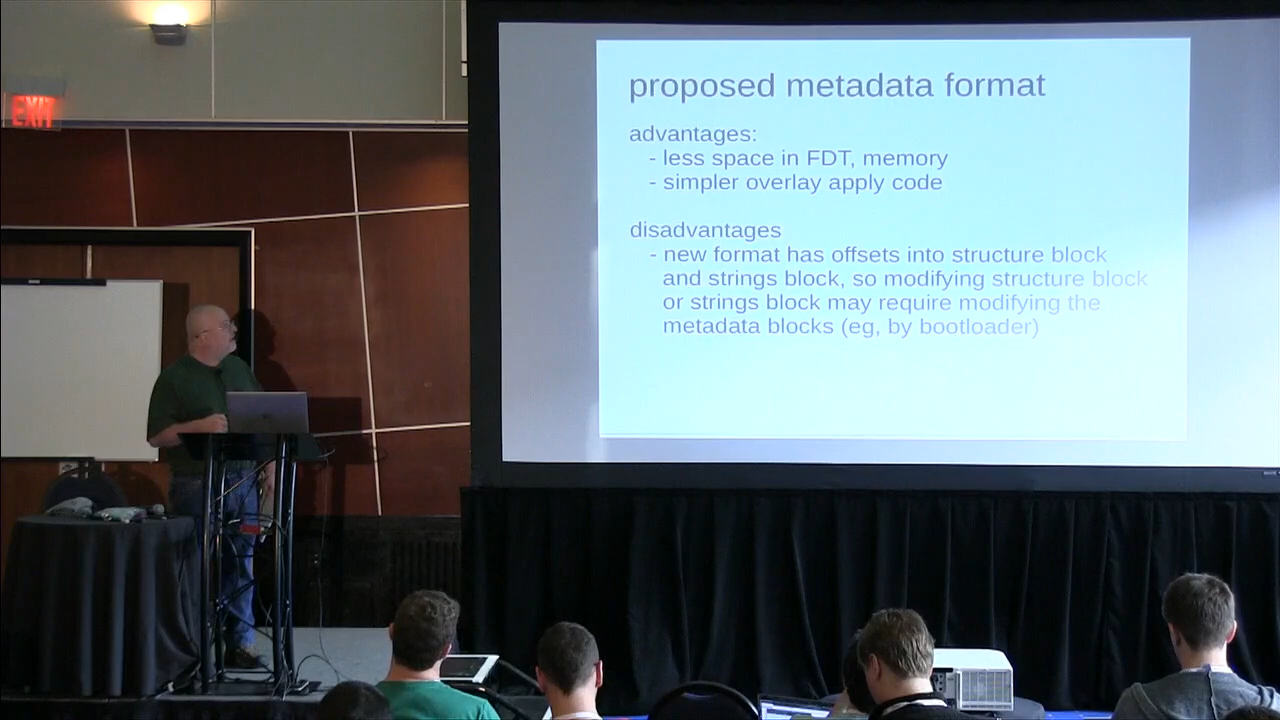 EXIT
proposed metadata format
advantages:
- less space in FDT, memory
- simpler overlay apply code
disadvantages
- new format has offsets into structure block
and strings block, so modifying structure block
or strings block may require modifying the
metadata blocks (eg, by bootloader)